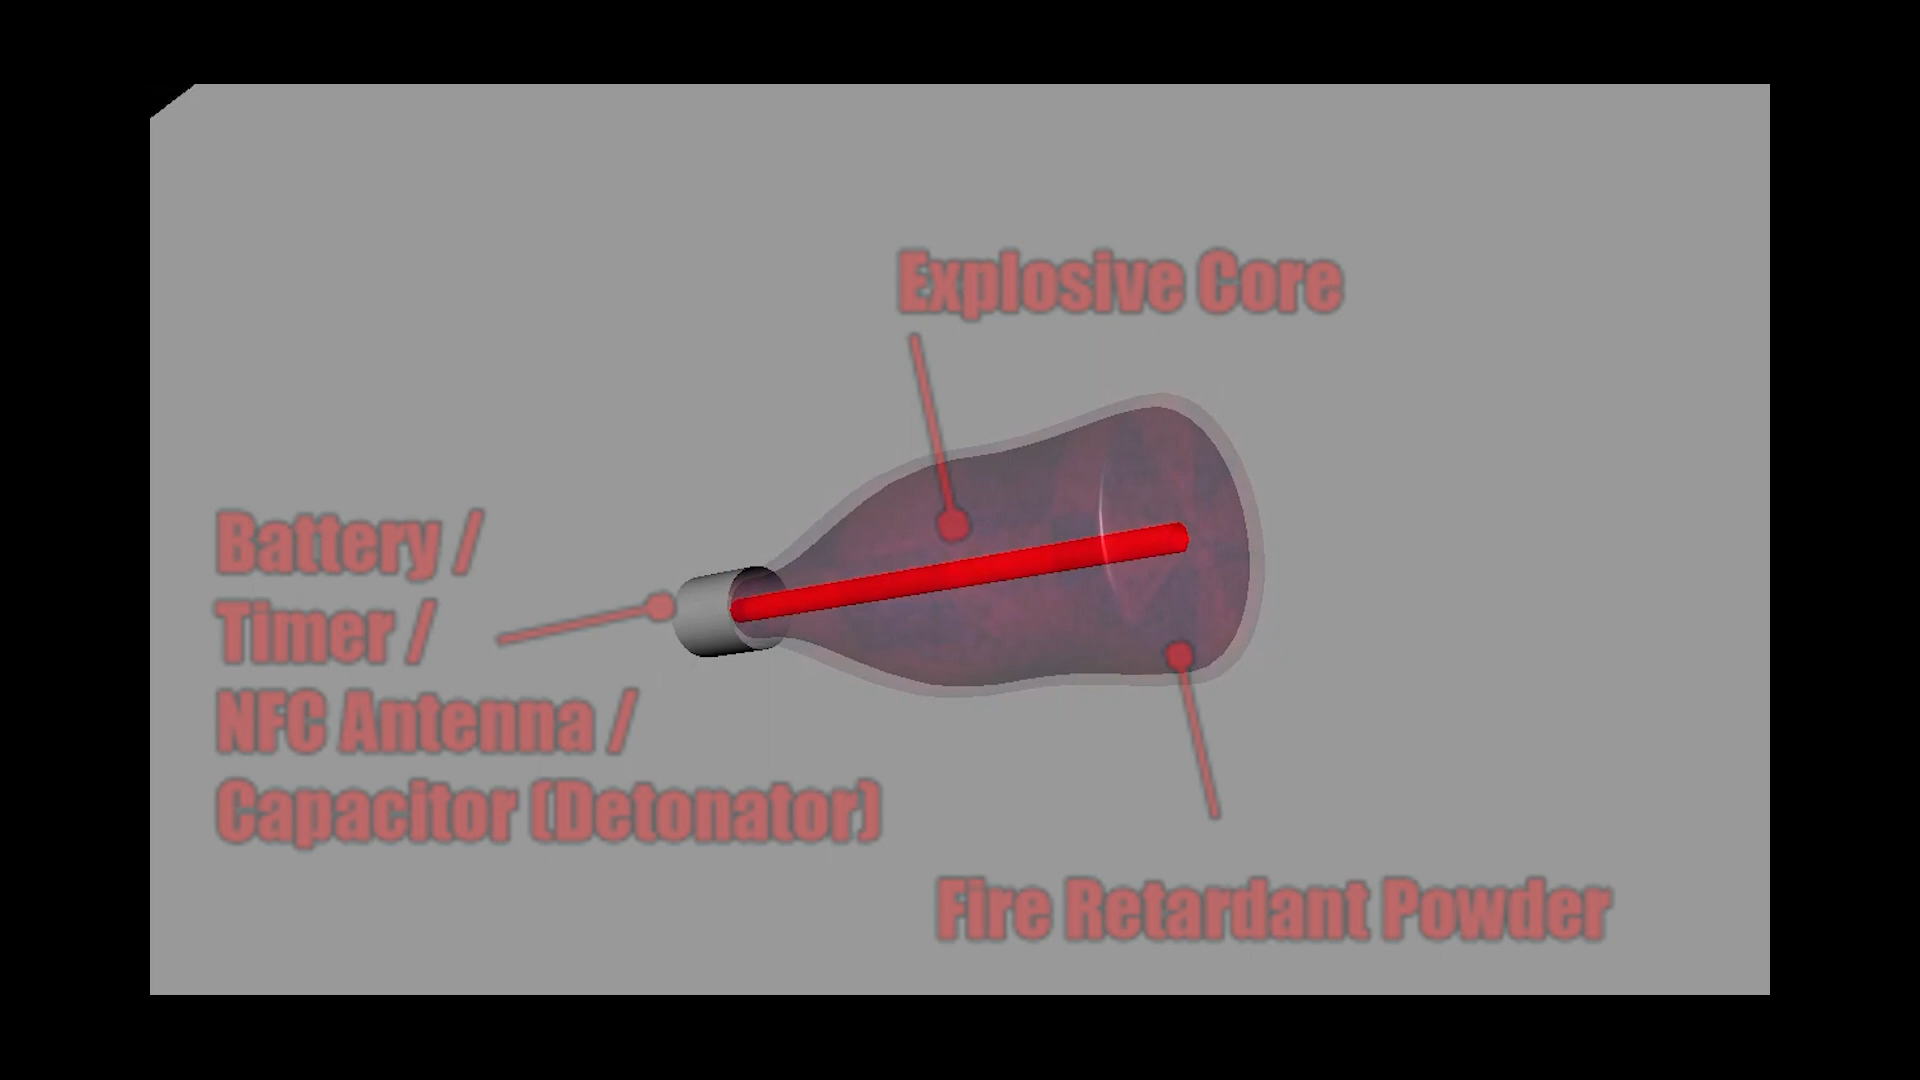 Explosive Core
Battery /
Timer /
NFC Antenna /
Capacitor (Detonator)
Fire Retardant Powder